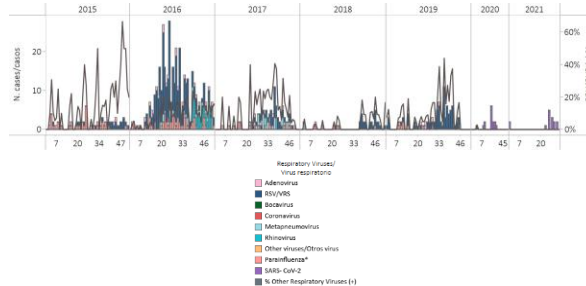 2015 2016 2017 2018 2019 2020 2021
N. cases/casos
20
10
0
60%
40%
20%
0%
7 20 34 47 7 20 33 46 7 20 33 46 7 20 33 46 7 20 33 46 7 45 7 20
Respiratory Viruses/
Virus respiratorio
Adenovirus
RSV/VRS
Bocavirus
Coronavirus
Metapneumovirus
Rhinovirus
Other viruses/Otros virus
Parainfluenza*
SARS- CoV-2
% Other Respiratory Viruses (+)